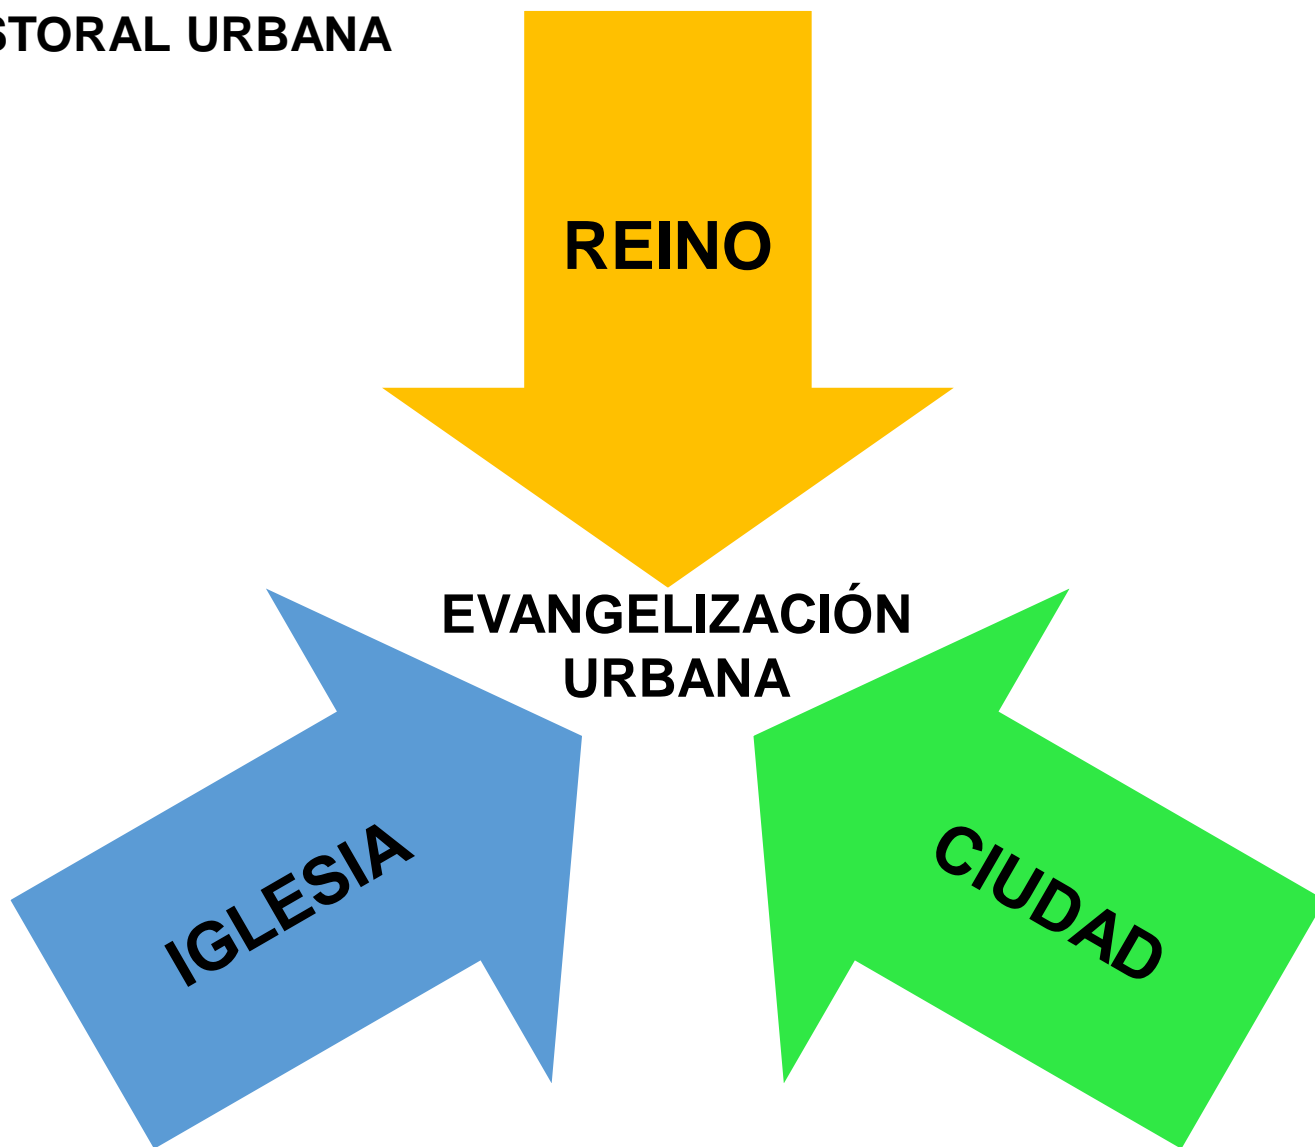 STORAL URBANA
REINO
EVANGELIZACIÓN
URBANA
IGLESIA
CIUDAD